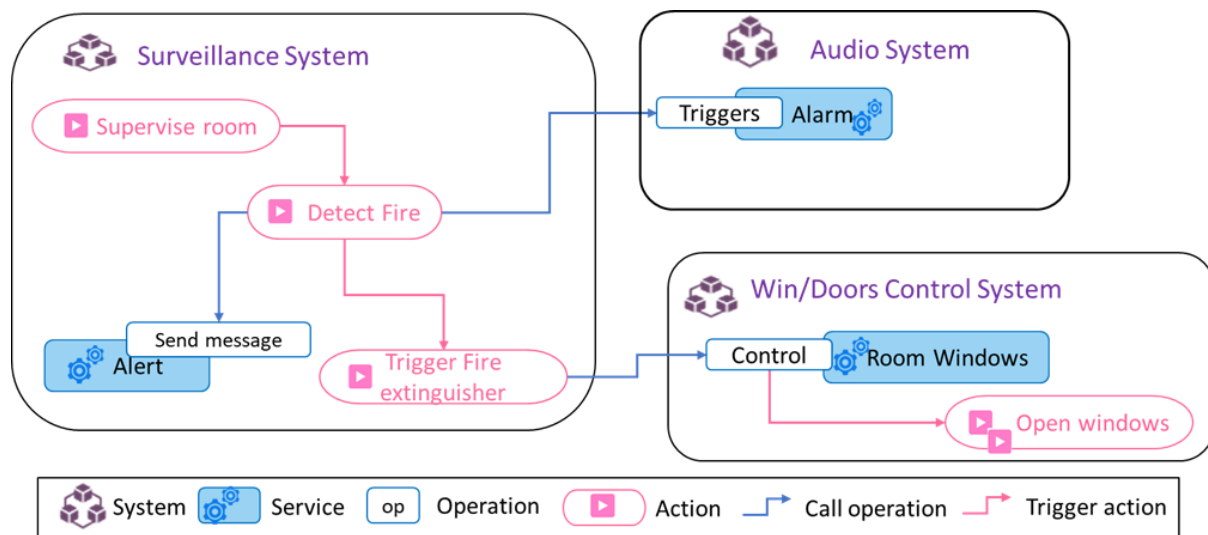 Surveillance System
Audio System
Supervise room
Triggers
Alarm
Detect Fire
Win/Doors Control System
Send message
Alert
Trigger Fire
extinguisher
Control
Room Windows
Open windows
System
Service
op
Operation
Action
Call operation
Trigger action